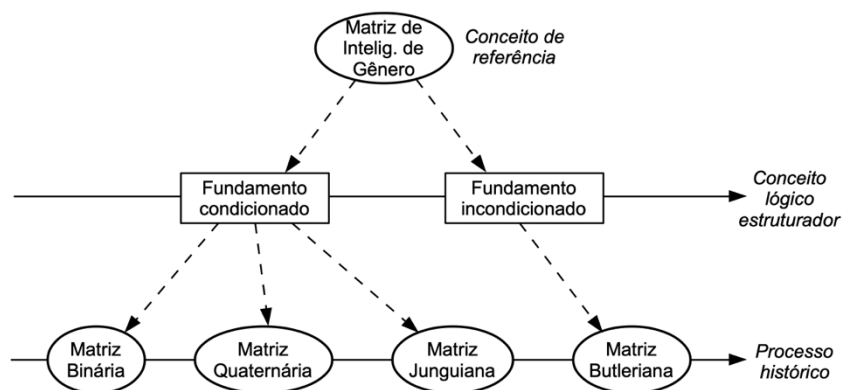 Matriz de
Intelig. de
Gênero
Conceito de
referência
Fundamento
condicionado
Fundamento
incondicionado
Conceito
lógico
estruturador
Matriz
Binária
Matriz
Quaternária
Matriz
Junguiana
Matriz
Butleriana
Processo
histórico